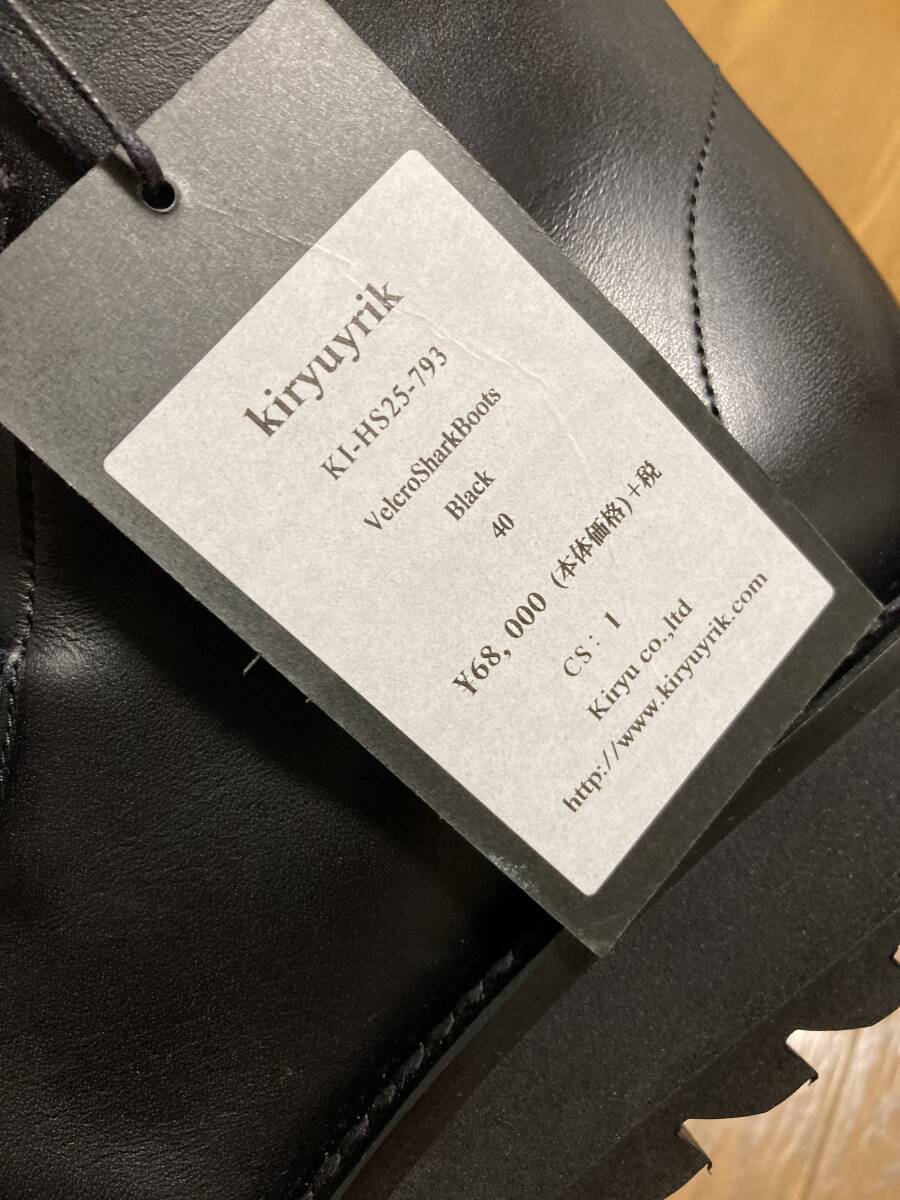 kiryuyrik
KI-HS25-793
VelcroSharkBoots
Black
40
¥68,000 (本体価格)+税
CS: 1
Kiryu co.,ltd
http://www.kiryuyrik.com